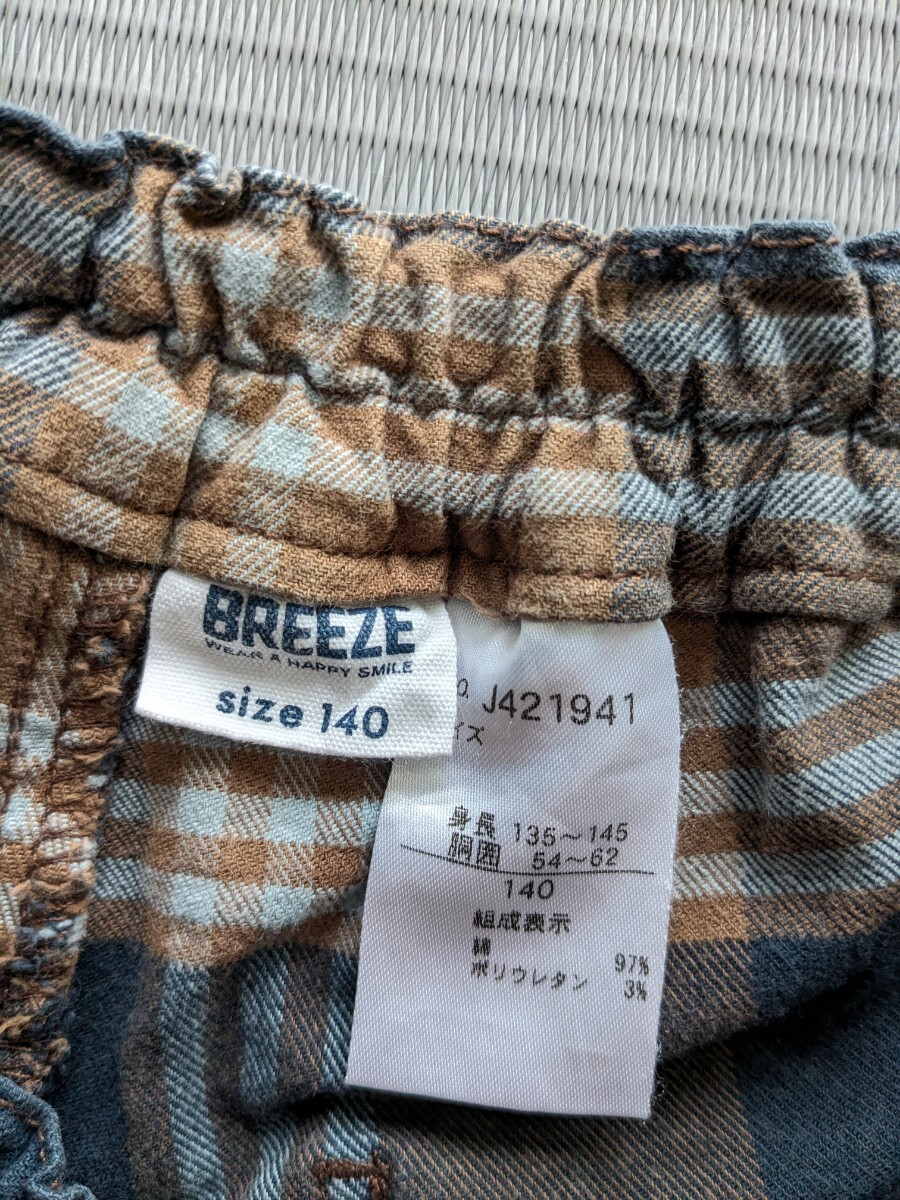 BREEZE
WEAR A HAPPY SMILE
size 140
O. J421941
イズ
身長 135～145
胴囲 54～62
140
組成表示
綿 97%
ポリウレタン 3%